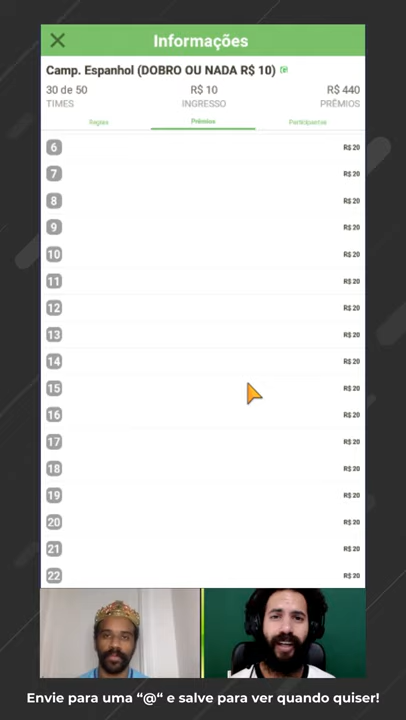 Informações
Camp. Espanhol (DOBRO OU NADA R$ 10)
30 de 50 R$ 10 R$ 440
TIMES INGRESSO PRÊMIOS
Regras Prêmios Participantes
6 R$ 20
7 R$ 20
8 R$ 20
9 R$ 20
10 R$ 20
11 R$ 20
12 R$ 20
13 R$ 20
14 R$ 20
15 R$ 20
16 R$ 20
17 R$ 20
18 R$ 20
19 R$ 20
20 R$ 20
21 R$ 20
22 R$ 20
Envie para uma “@“ e salve para ver quando quiser!